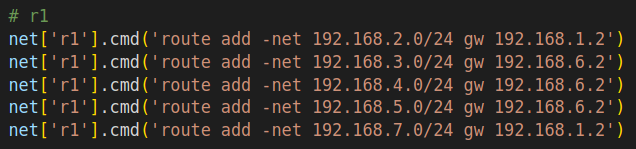 # r1
net['r1'].cmd('route add -net 192.168.2.0/24 gw 192.168.1.2')
net['r1'].cmd('route add -net 192.168.3.0/24 gw 192.168.6.2')
net['r1'].cmd('route add -net 192.168.4.0/24 gw 192.168.6.2')
net['r1'].cmd('route add -net 192.168.5.0/24 gw 192.168.6.2')
net['r1'].cmd('route add -net 192.168.7.0/24 gw 192.168.1.2')